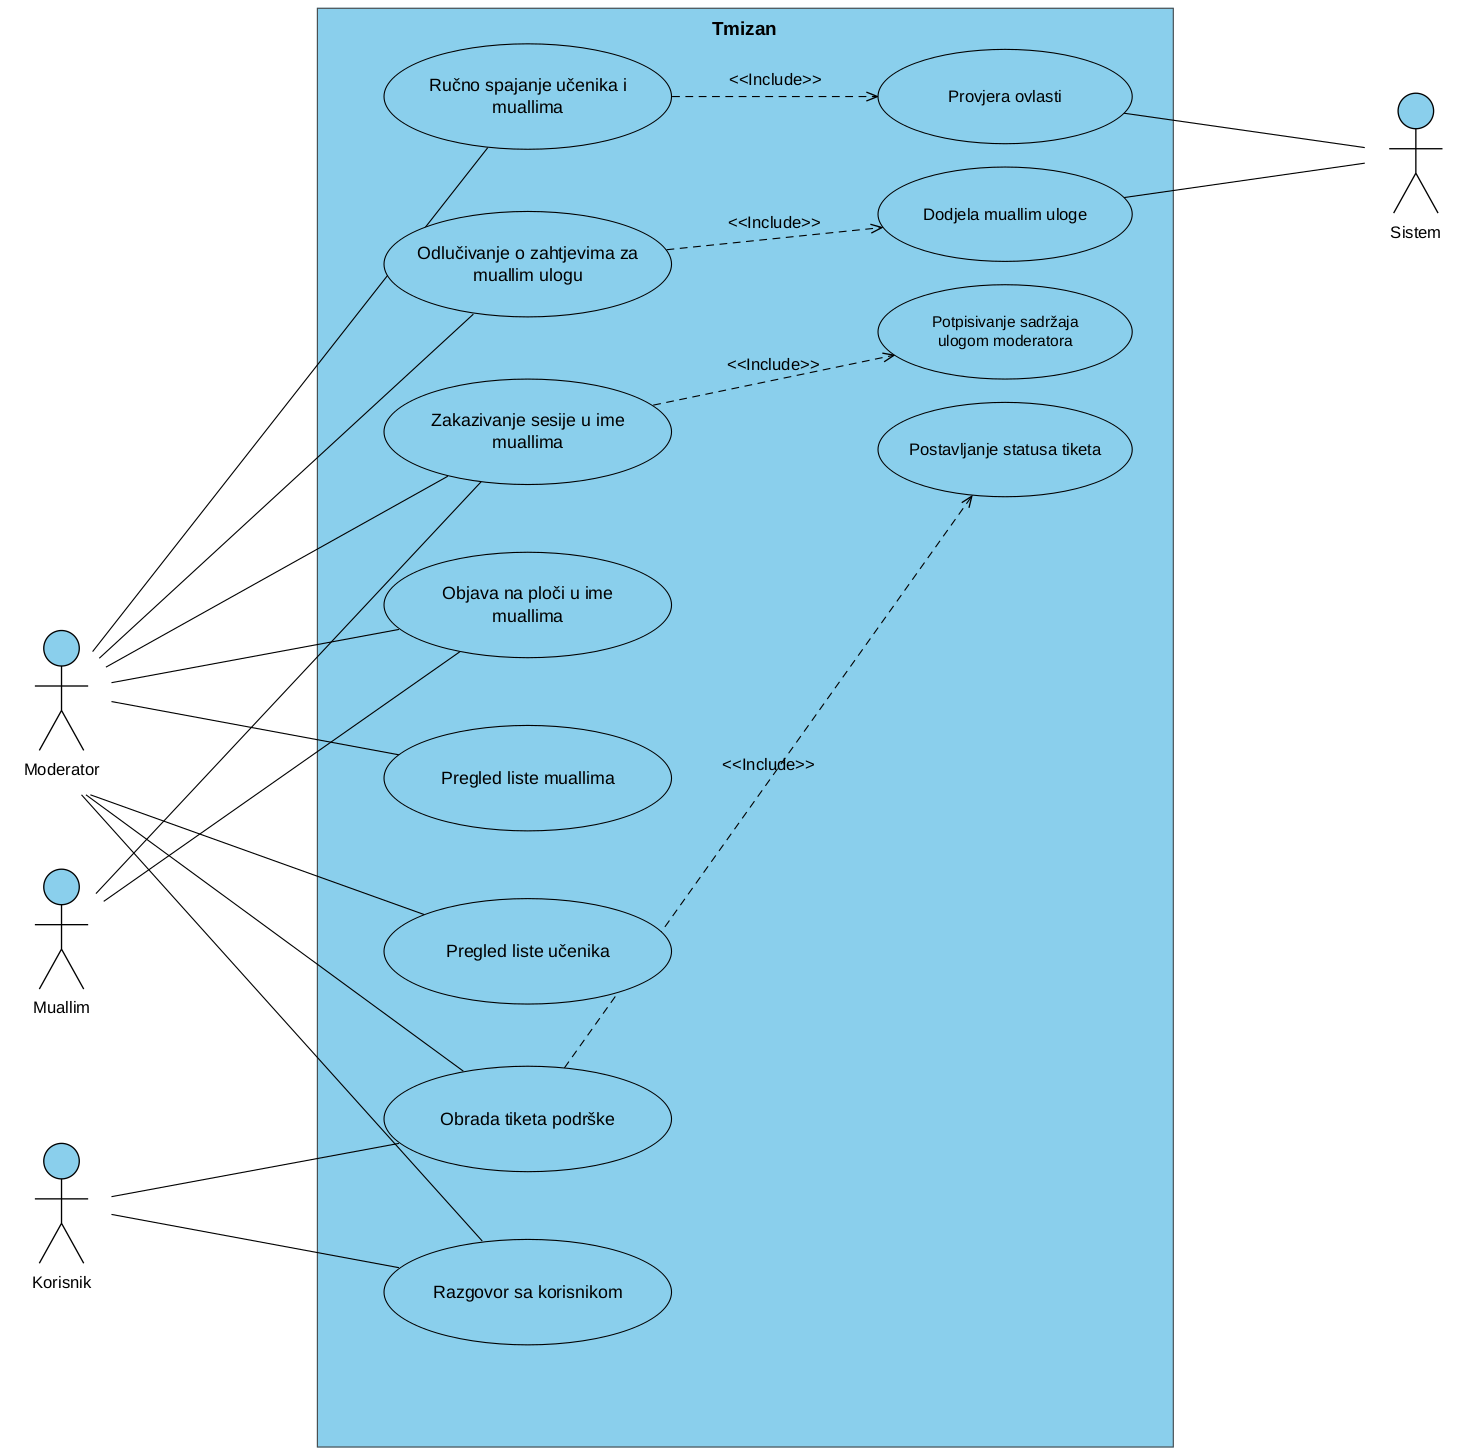 Tmizan
Ručno spajanje učenika i
muallima
<<Include>>
Provjera ovlasti
Sistem
Odlučivanje o zahtjevima za
muallim ulogu
<<Include>>
Dodjela muallim uloge
Potpisivanje sadržaja
ulogom moderatora
<<Include>>
Zakazivanje sesije u ime
muallima
Postavljanje statusa tiketa
Objava na ploči u ime
muallima
Moderator
<<Include>>
Pregled liste muallima
Pregled liste učenika
Muallim
Obrada tiketa podrške
Korisnik
Razgovor sa korisnikom